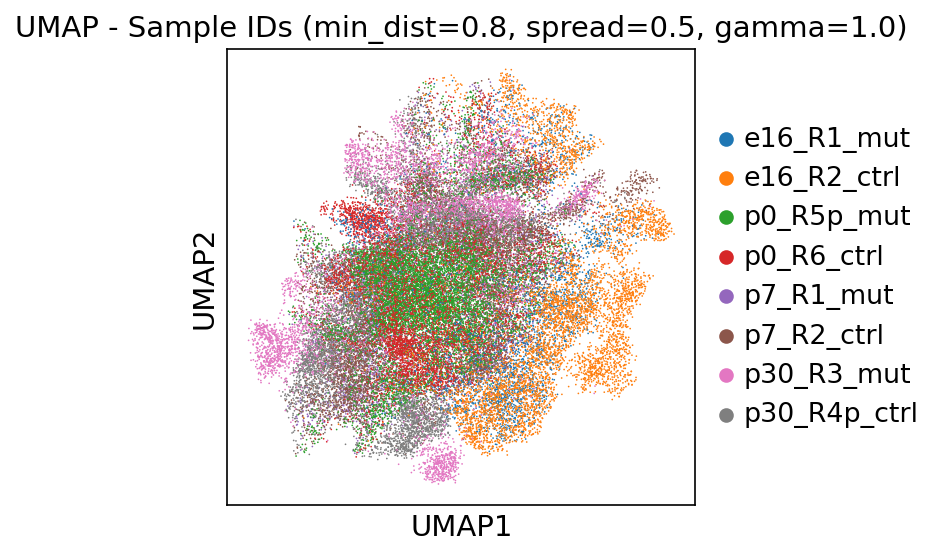 UMAP - Sample IDs (min_dist=0.8, spread=0.5, gamma=1.0)
UMAP2
UMAP1
e16_R1_mut
e16_R2_ctrl
p0_R5p_mut
p0_R6_ctrl
p7_R1_mut
p7_R2_ctrl
p30_R3_mut
p30_R4p_ctrl